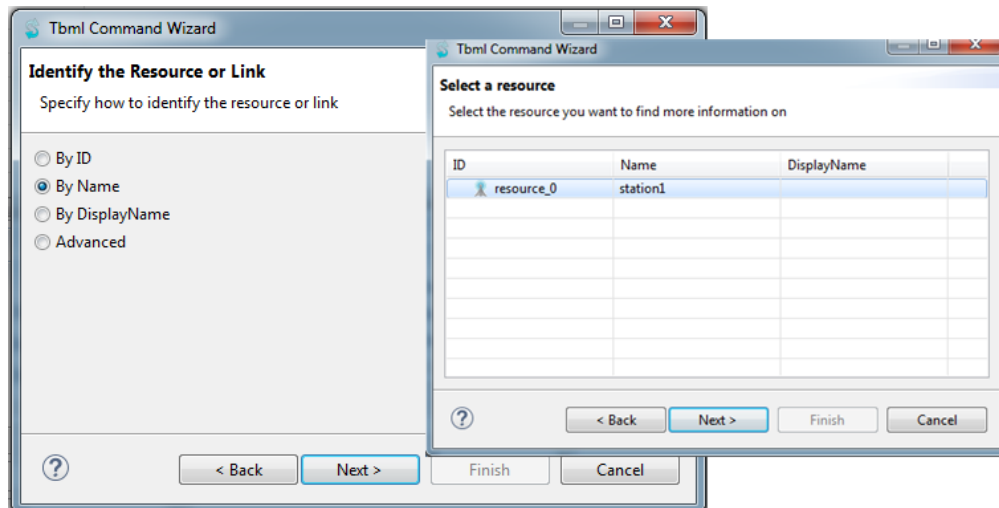 Tbml Command Wizard
Identify the Resource or Link
Specify how to identify the resource or link
By ID
By Name
By DisplayName
Advanced
?
< Back Next > Finish Cancel
Tbml Command Wizard
Select a resource
Select the resource you want to find more information on
ID Name DisplayName
resource_0 station1
?
< Back Next > Finish Cancel